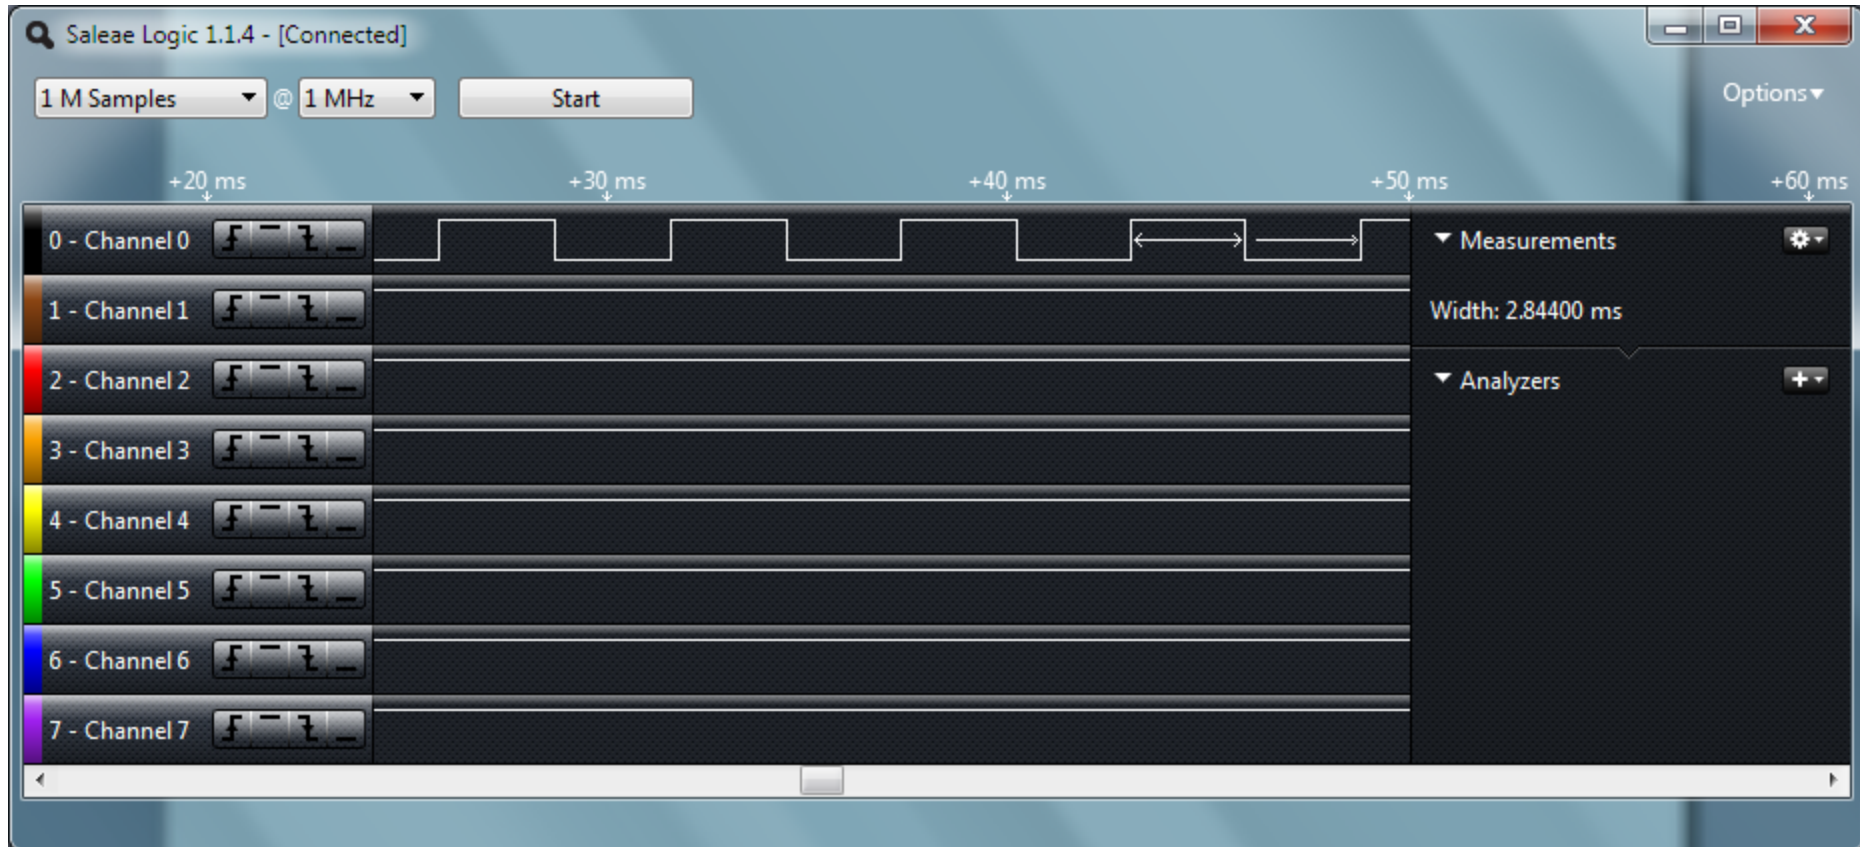 Saleae Logic 1.1.4 - [Connected]
1 M Samples @ 1 MHz Start Options
+20 ms +30 ms +40 ms +50 ms +60 ms
0 - Channel 0 Measurements
1 - Channel 1 Width: 2.84400 ms
2 - Channel 2 Analyzers
3 - Channel 3
4 - Channel 4
5 - Channel 5
6 - Channel 6
7 - Channel 7